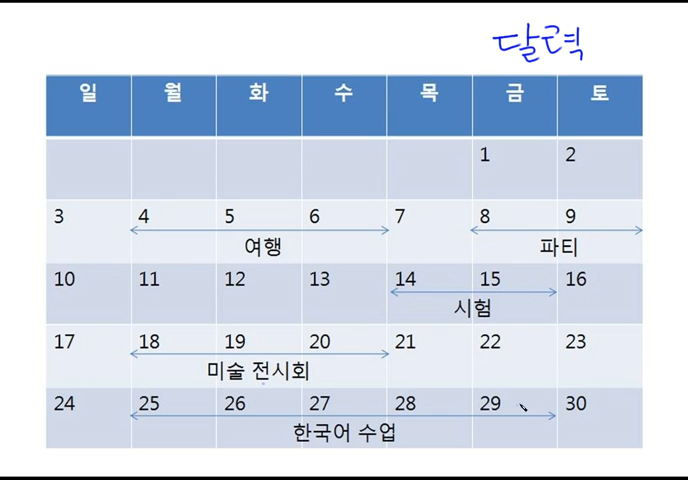 달력
일 월 화 수 목 금 토
1 2
3 4 5 6 7 8 9
여행 파티
10 11 12 13 14 15 16
시험
17 18 19 20 21 22 23
미술 전시회
24 25 26 27 28 29 30
한국어 수업